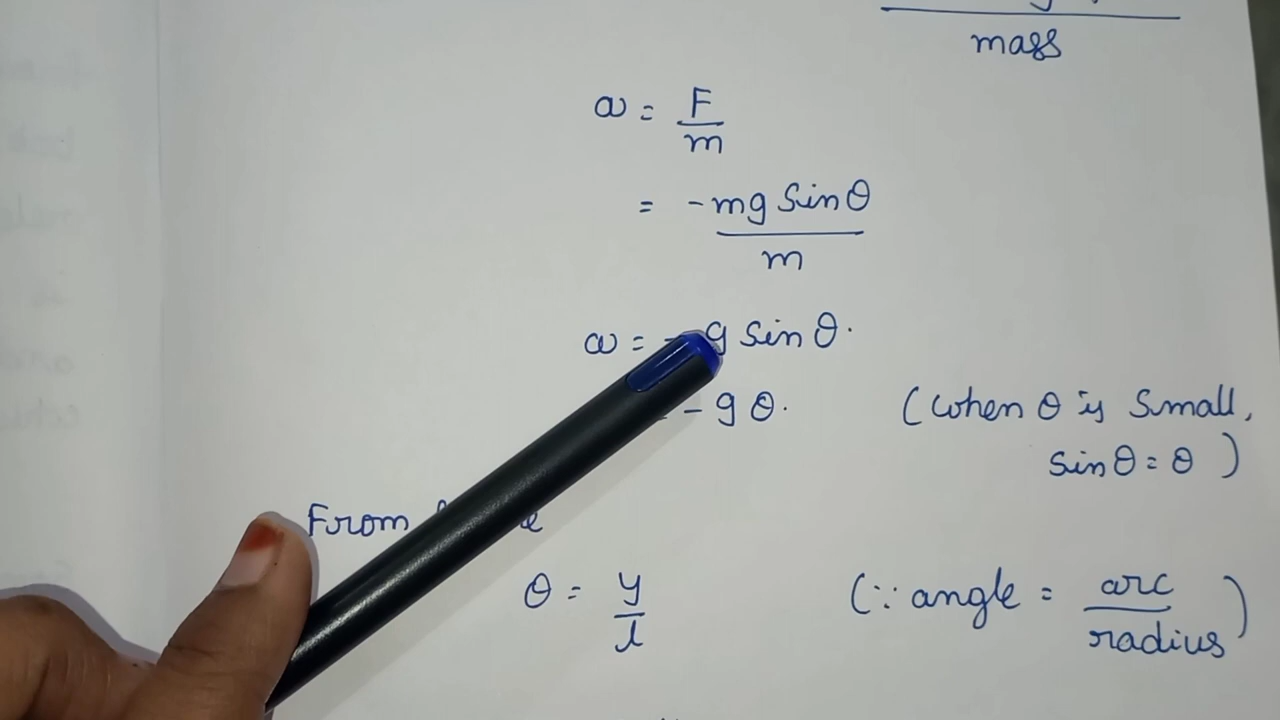 mass
a = F
m
= -mg Sinθ
m
a = - g Sinθ.
- gθ. (when θ is Small,
Sinθ = θ )
From
θ = y
l
(∵ angle = arc
radius)